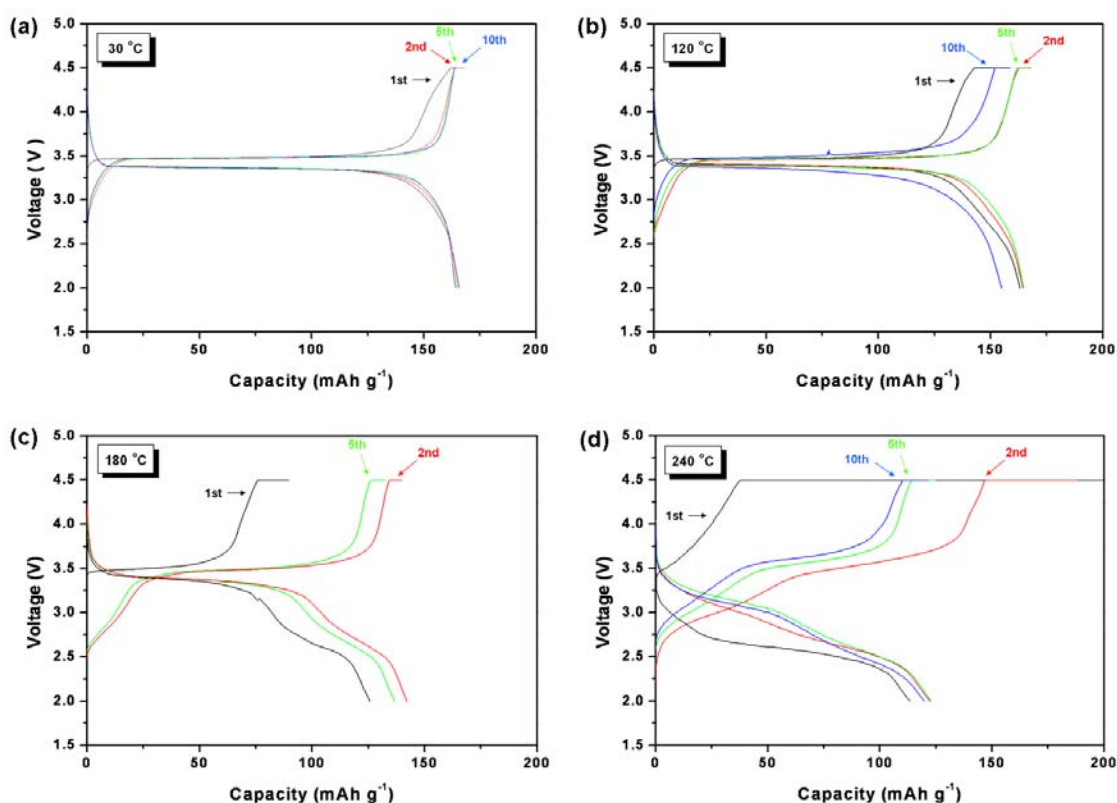 (a)
30 °C
5.0
4.5
4.0
3.5
3.0
2.5
2.0
1.5
Voltage (V)
5th
2nd
10th
1st
0
50
100
150
200
Capacity (mAh g-1)
(b)
120 °C
5.0
4.5
4.0
3.5
3.0
2.5
2.0
1.5
Voltage (V)
10th
5th
2nd
1st
0
50
100
150
200
Capacity (mAh g-1)
(c)
180 °C
5.0
4.5
4.0
3.5
3.0
2.5
2.0
1.5
Voltage (V)
5th
2nd
1st
0
50
100
150
200
Capacity (mAh g-1)
(d)
240 °C
5.0
4.5
4.0
3.5
3.0
2.5
2.0
1.5
Voltage (V)
10th
5th
2nd
1st
0
50
100
150
200
Capacity (mAh g-1)